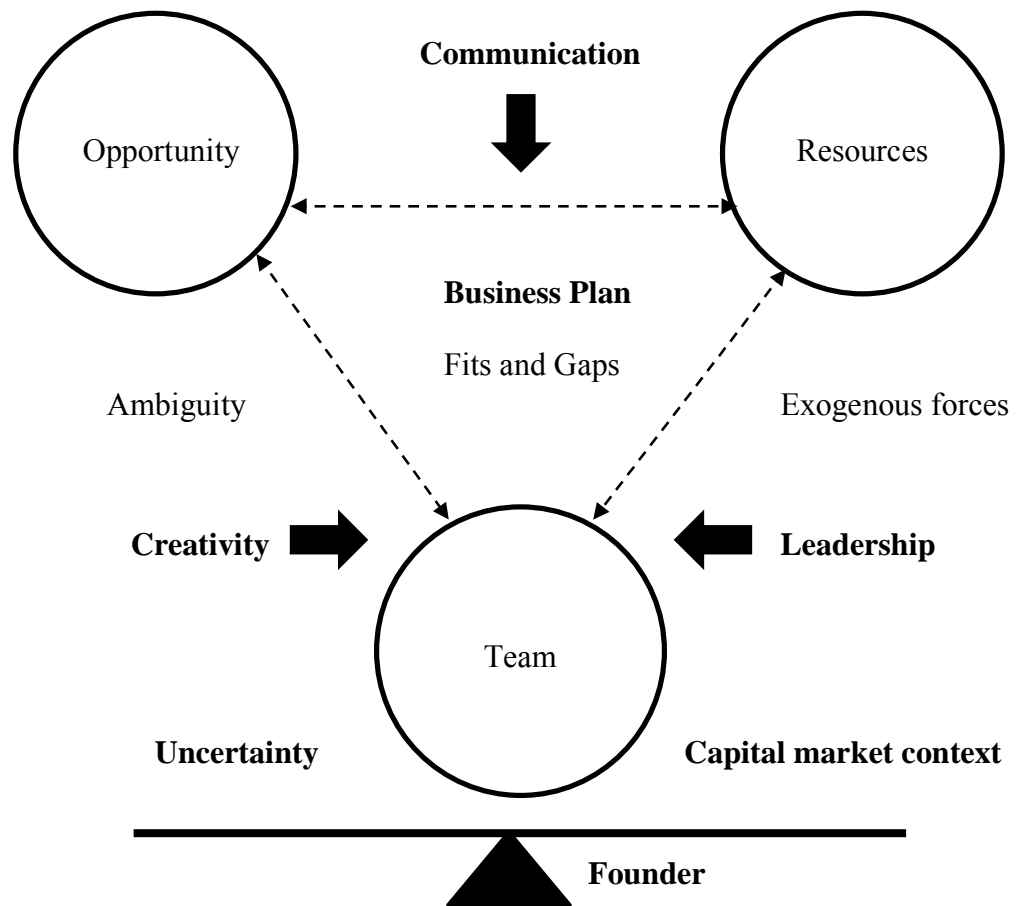 Communication
Opportunity
Resources
Business Plan
Fits and Gaps
Ambiguity
Exogenous forces
Creativity
Leadership
Team
Uncertainty
Capital market context
Founder